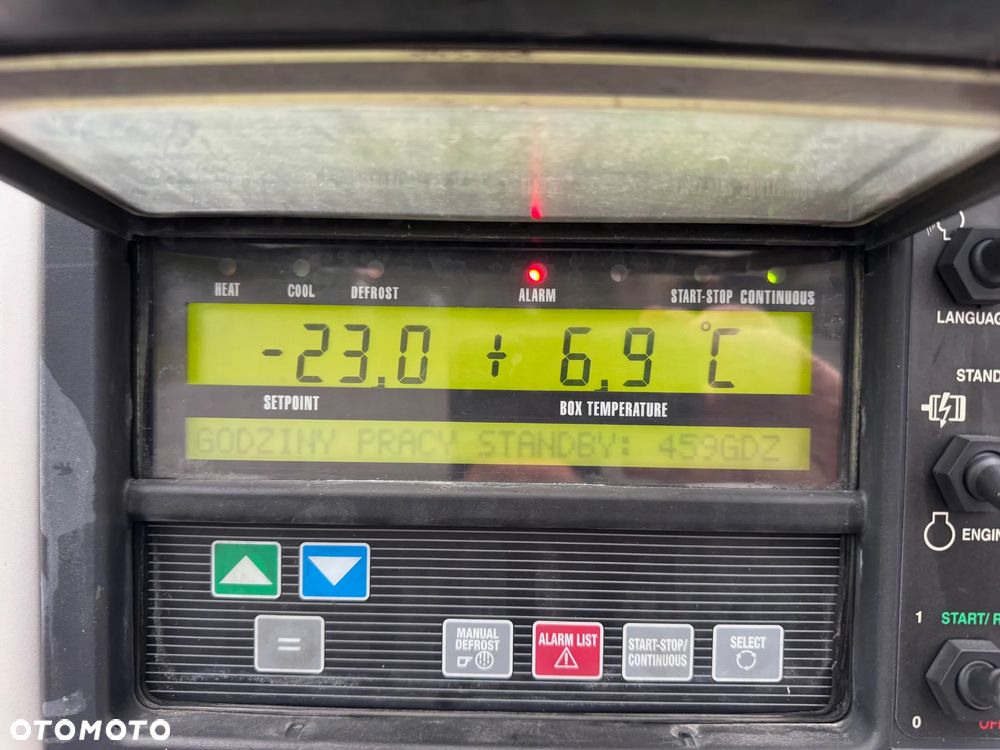 HEAT COOL DEFROST ALARM START-STOP CONTINUOUS
-23.0 + 6.9 °C
SETPOINT BOX TEMPERATURE
GODZINY PRACY STANDBY: 459GDZ
LANGUAG
STAND
ENGIN
MANUAL DEFROST
ALARM LIST
START-STOP/ CONTINUOUS
SELECT
=
1 START/ R
0 OFF
OTOMOTO